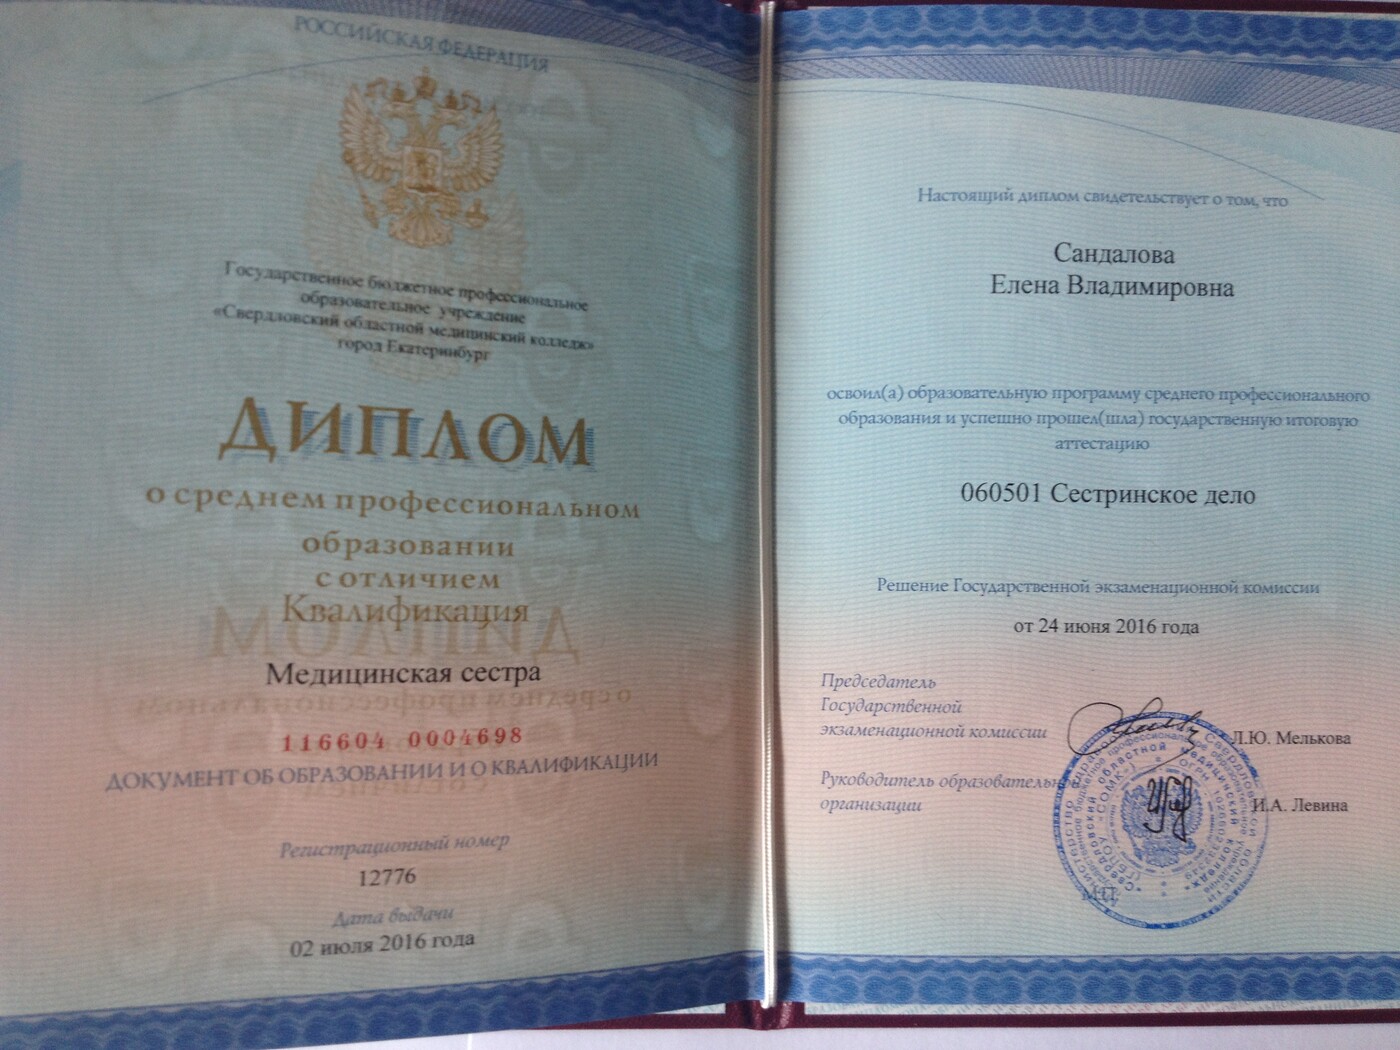 РОССИЙСКАЯ ФЕДЕРАЦИЯ
Государственное бюджетное профессиональное
образовательное учреждение
«Свердловский областной медицинский колледж»
город Екатеринбург
ДИПЛОМ
о среднем профессиональном
образовании
с отличием
Квалификация
Медицинская сестра
116604 0004698
ДОКУМЕНТ ОБ ОБРАЗОВАНИИ И О КВАЛИФИКАЦИИ
Регистрационный номер
12776
Дата выдачи
02 июля 2016 года
Настоящий диплом свидетельствует о том, что
Сандалова
Елена Владимировна
освоил(а) образовательную программу среднего профессионального
образования и успешно прошел(шла) государственную итоговую
аттестацию
060501 Сестринское дело
Решение Государственной экзаменационной комиссии
от 24 июня 2016 года
Председатель
Государственной
экзаменационной комиссии
Л.Ю. Мелькова
Руководитель образовательн
организации
И.А. Левина
М.П.